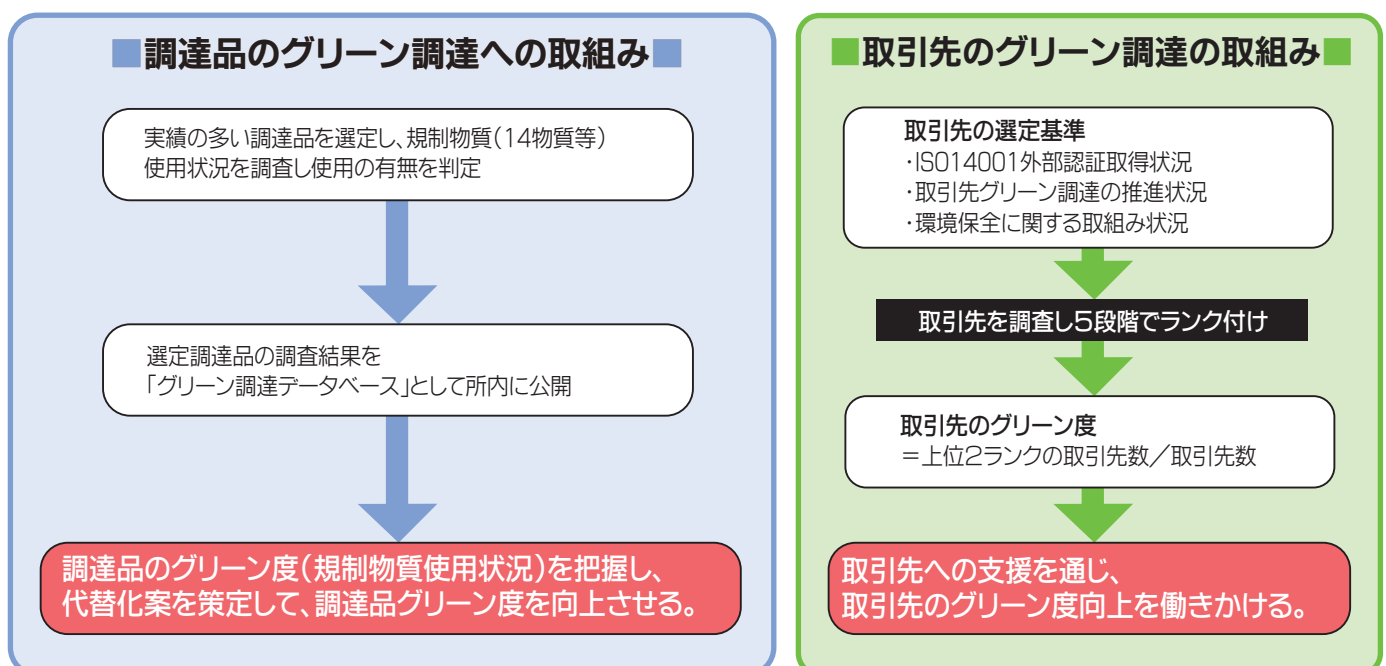 ■調達品のグリーン調達への取組み■
実績の多い調達品を選定し、規制物質(14物質等)
使用状況を調査し使用の有無を判定
選定調達品の調査結果を
「グリーン調達データベース」として所内に公開
調達品のグリーン度(規制物質使用状況)を把握し、
代替化案を策定して、調達品グリーン度を向上させる。
■取引先のグリーン調達の取組み■
取引先の選定基準
・ISO14001外部認証取得状況
・取引先グリーン調達の推進状況
・環境保全に関する取組み状況
取引先を調査し5段階でランク付け
取引先のグリーン度
=上位2ランクの取引先数/取引先数
取引先への支援を通じ、
取引先のグリーン度向上を働きかける。